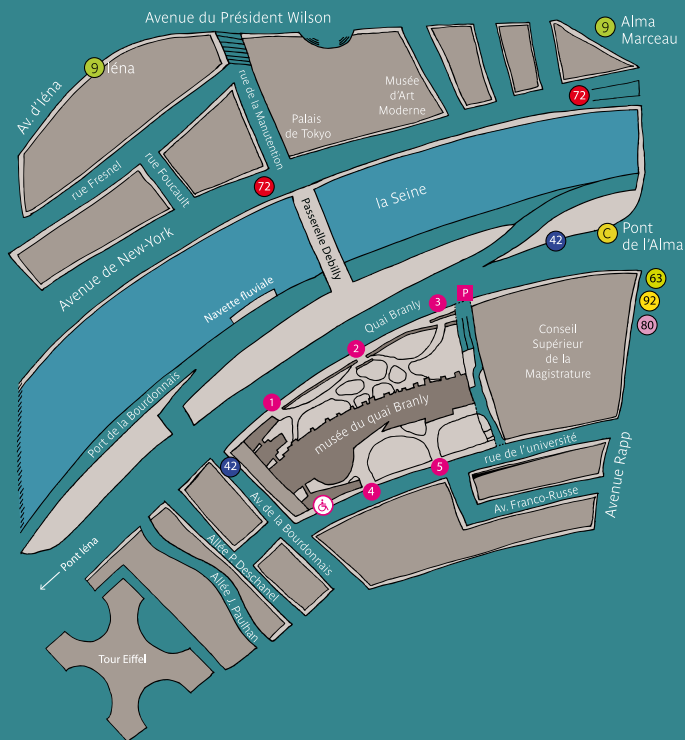 Avenue du Président Wilson
9
Alma
Marceau
9
Iéna
Av. d'Iéna
rue de la Manutention
Musée
d'Art
Moderne
Palais
de Tokyo
72
72
rue Fresnel
rue Foucault
la Seine
Passerelle Debilly
Avenue de New-York
42
C
Pont
de l'Alma
63
92
80
Navette fluviale
Quai Branly
3
P
2
1
Conseil
Supérieur
de la
Magistrature
Port de la Bourdonnais
musée du quai Branly
42
5
4
rue de l'université
Av. Franco-Russe
Avenue Rapp
Av. de la Bourdonnais
Allée P. Deschanel
Allée J. Paulhan
Pont Iéna
Tour Eiffel